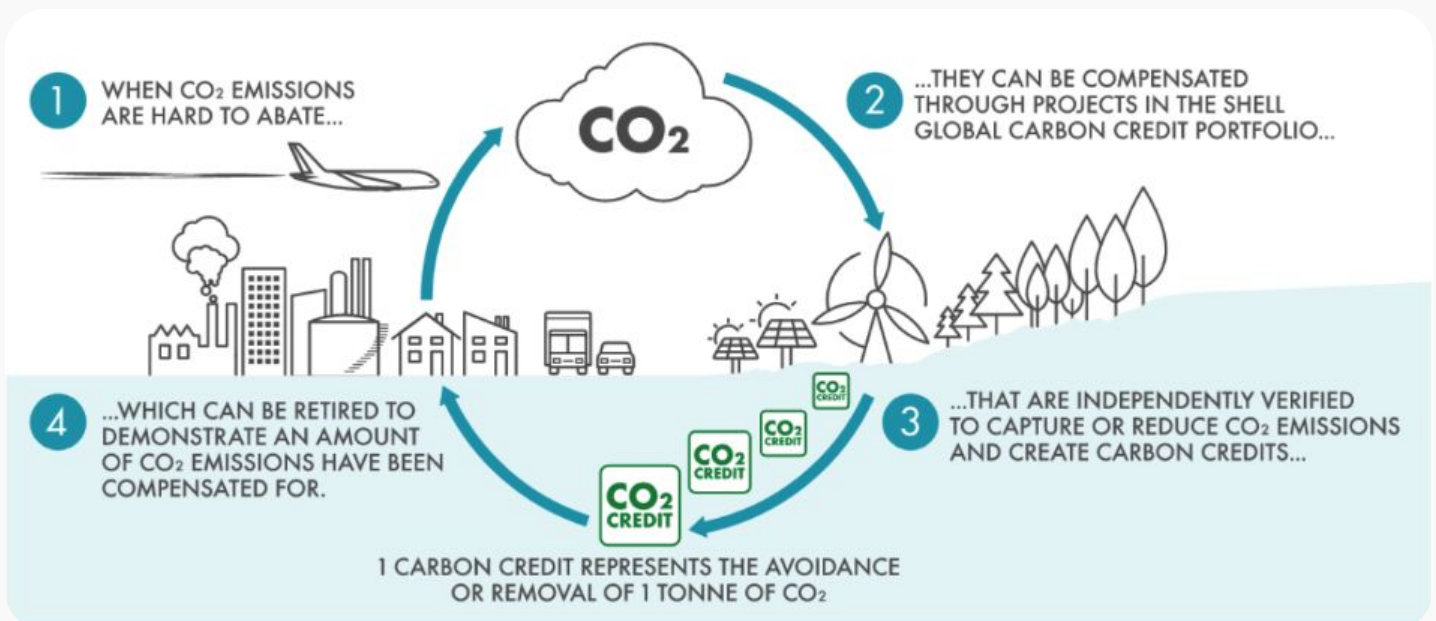 1
WHEN CO₂ EMISSIONS
ARE HARD TO ABATE...
CO₂
2
...THEY CAN BE COMPENSATED
THROUGH PROJECTS IN THE SHELL
GLOBAL CARBON CREDIT PORTFOLIO...
3
...THAT ARE INDEPENDENTLY VERIFIED
TO CAPTURE OR REDUCE CO₂ EMISSIONS
AND CREATE CARBON CREDITS...
CO₂
CREDIT
CO₂
CREDIT
CO₂
CREDIT
CO₂
CREDIT
1 CARBON CREDIT REPRESENTS THE AVOIDANCE
OR REMOVAL OF 1 TONNE OF CO₂
4
...WHICH CAN BE RETIRED TO
DEMONSTRATE AN AMOUNT
OF CO₂ EMISSIONS HAVE BEEN
COMPENSATED FOR.